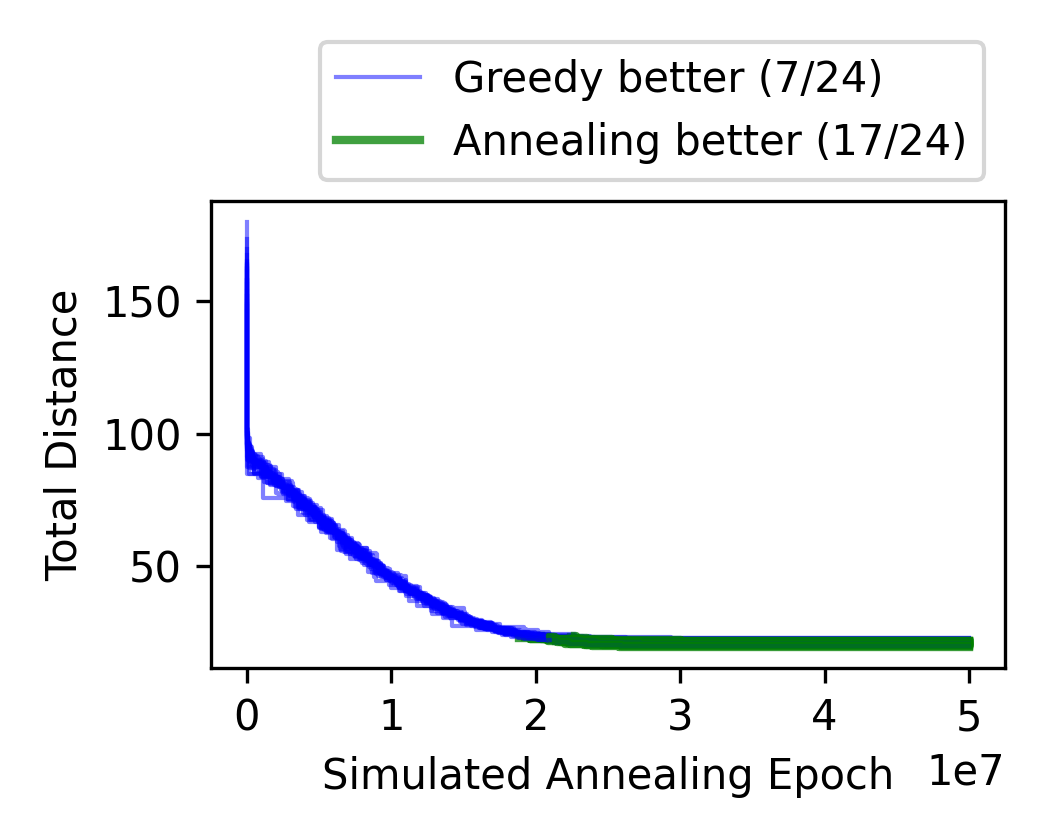 Greedy better (7/24)
Annealing better (17/24)
Total Distance
150
100
50
0 1 2 3 4 5
Simulated Annealing Epoch 1e7